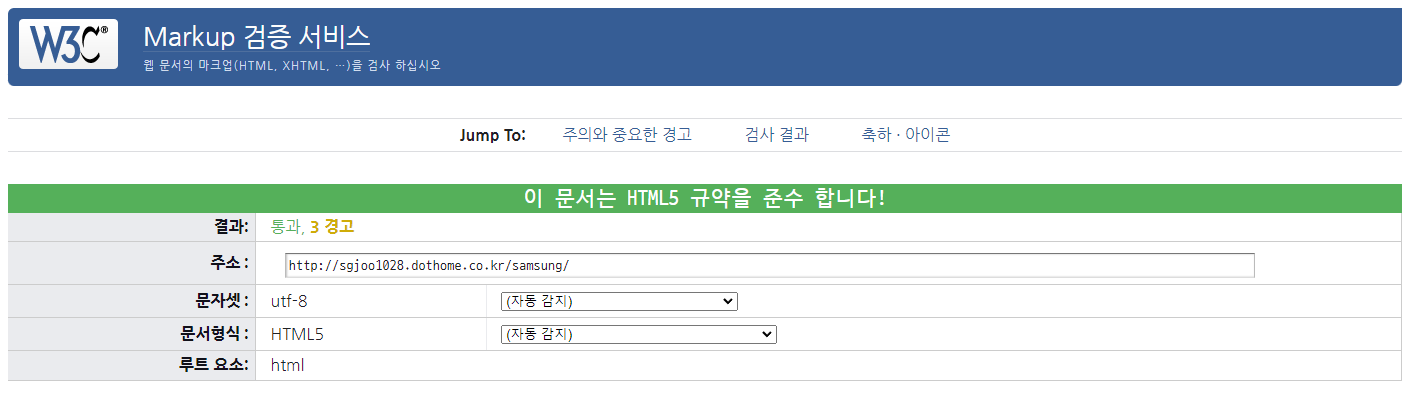 W3C® Markup 검증 서비스
웹 문서의 마크업(HTML, XHTML, …)을 검사 하십시오
Jump To: 주의와 중요한 경고 검사 결과 축하 · 아이콘
이 문서는 HTML5 규약을 준수 합니다!
결과: 통과, 3 경고
주소 : http://sgjoo1028.dothome.co.kr/samsung/
문자셋 : utf-8 (자동 감지)
문서형식 : HTML5 (자동 감지)
루트 요소: html